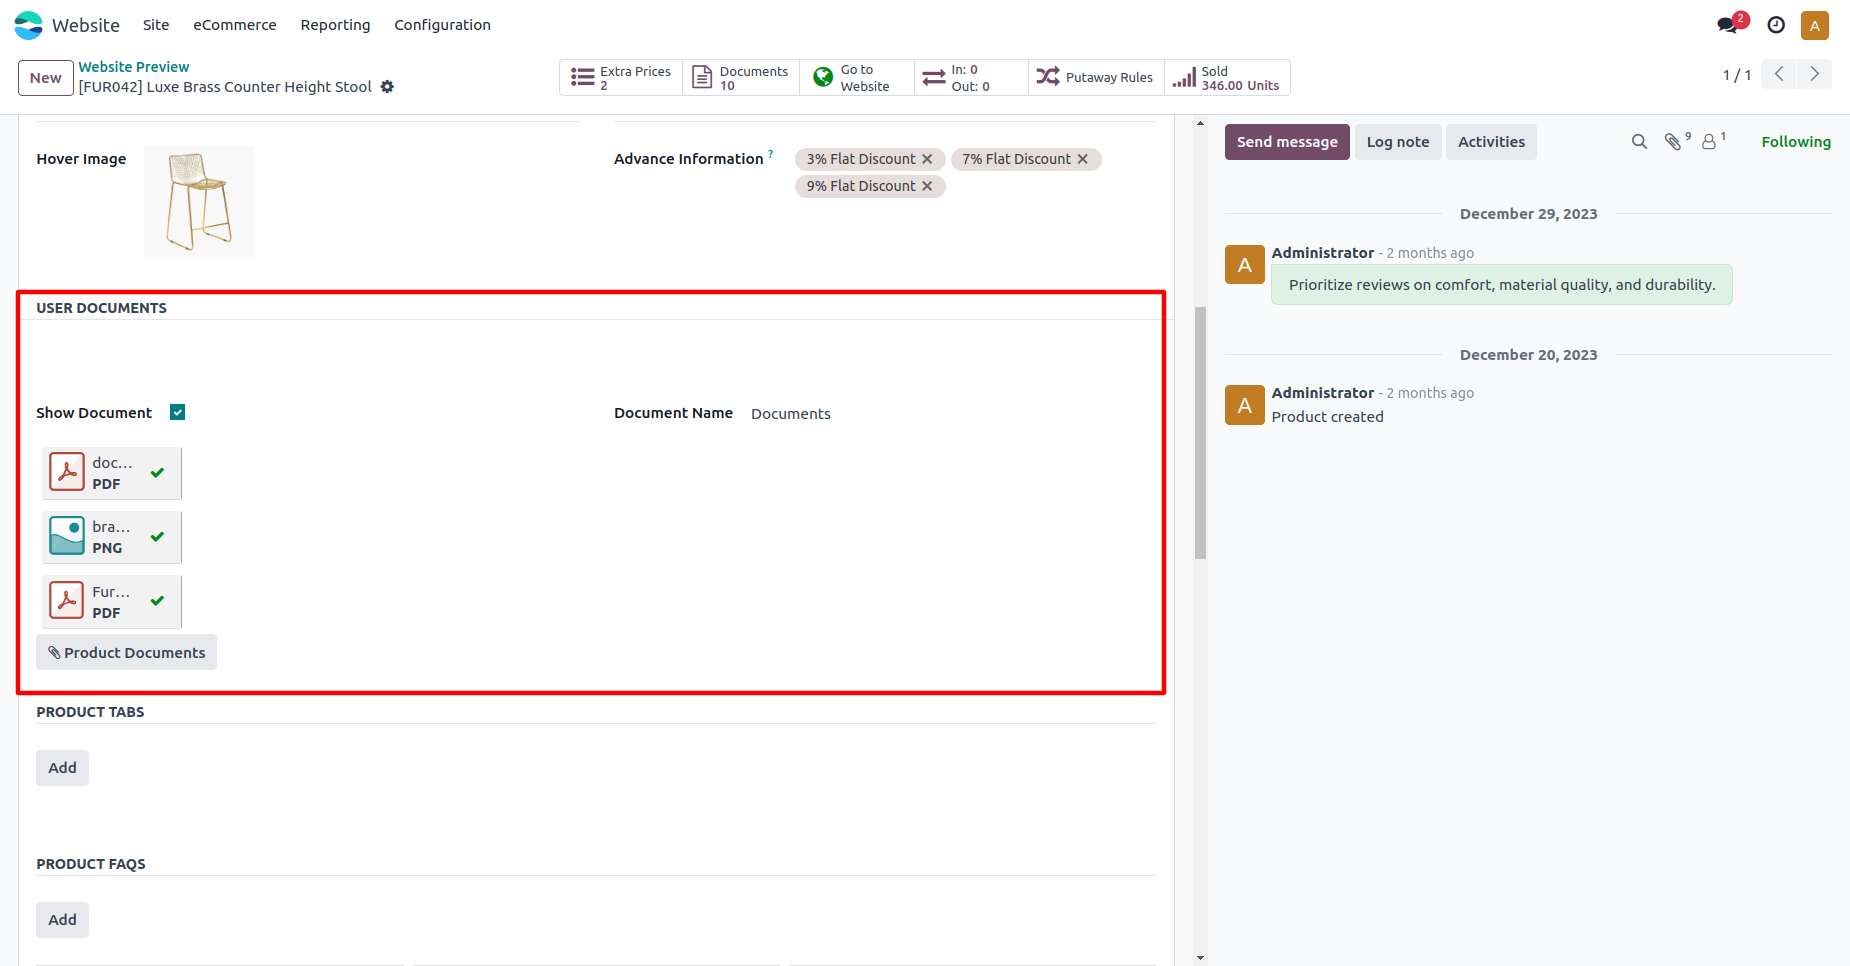 Website Site eCommerce Reporting Configuration 2 A
New Website Preview
[FUR042] Luxe Brass Counter Height Stool
Extra Prices
2
Documents
10
Go to
Website
In: 0
Out: 0
Putaway Rules
Sold
346.00 Units
1 / 1
Hover Image
Advance Information ?
3% Flat Discount
7% Flat Discount
9% Flat Discount
USER DOCUMENTS
Show Document
Document Name Documents
doc...
PDF
bra...
PNG
Fur...
PDF
Product Documents
PRODUCT TABS
Add
PRODUCT FAQS
Add
Send message Log note Activities 9 1 Following
December 29, 2023
A
Administrator - 2 months ago
Prioritize reviews on comfort, material quality, and durability.
December 20, 2023
A
Administrator - 2 months ago
Product created